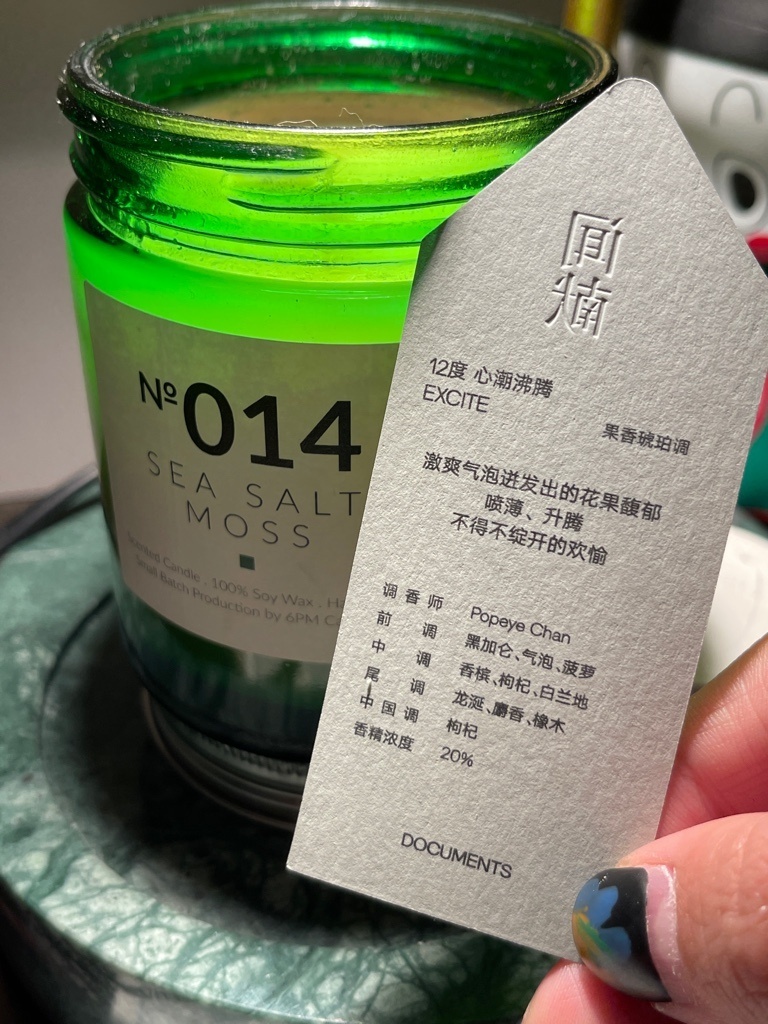 Nº014
SEA SALT
MOSS
Scented Candle . 100% Soy Wax .
Small Batch Production by 6PM
12度 心潮沸腾
EXCITE
果香琥珀调
激爽气泡迸发出的花果馥郁
喷薄、升腾
不得不绽开的欢愉
调香师 Popeye Chan
前调 黑加仑、气泡、菠萝
中调 香槟、枸杞、白兰地
尾调 龙涎、麝香、橡木
中国调 枸杞
香精浓度 20%
DOCUMENTS